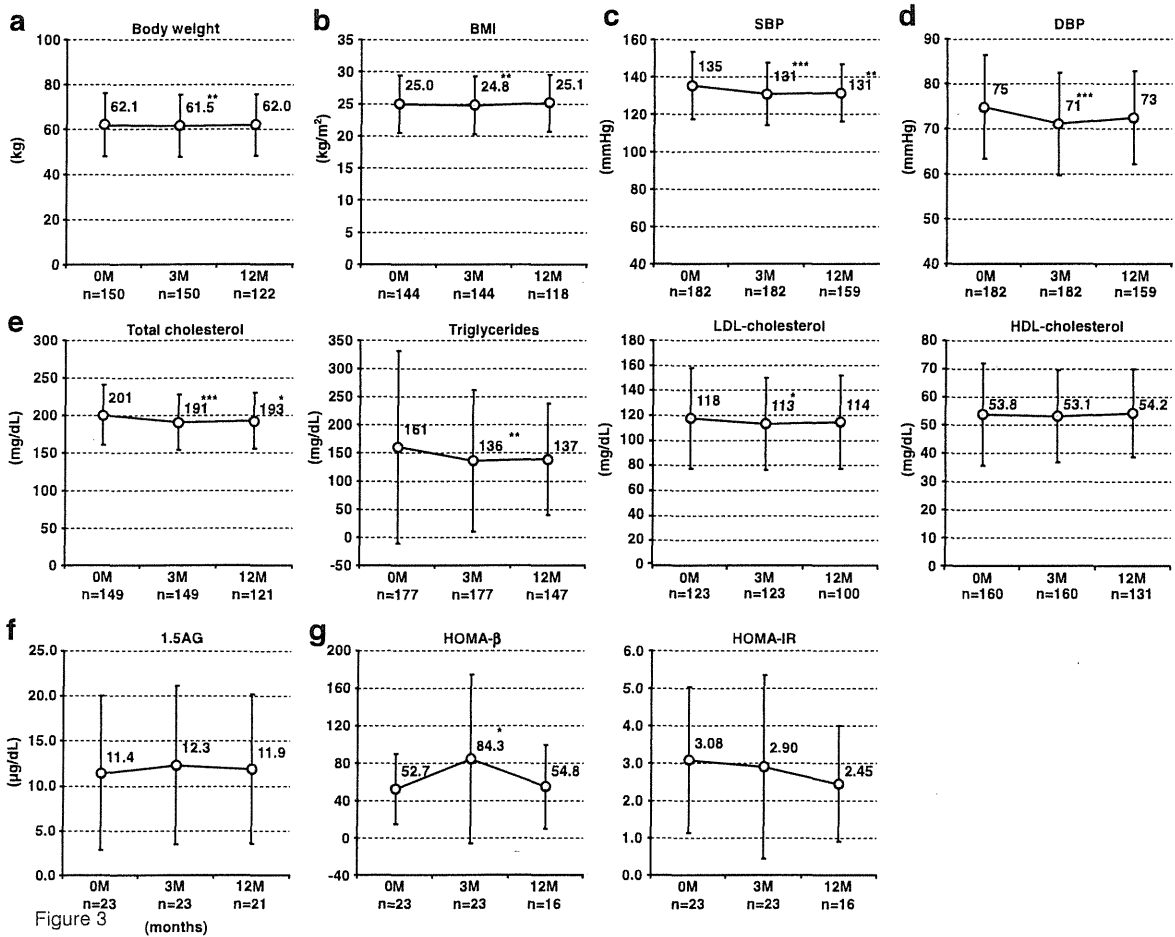 a
Body weight
100
80
60
40
20
0
(kg)
62.1
61.5**
62.0
0M 3M 12M
n=150 n=150 n=122
b
BMI
35
30
25
20
15
10
5
0
(kg/m²)
25.0
24.8**
25.1
0M 3M 12M
n=144 n=144 n=118
c
SBP
160
140
120
100
80
60
40
(mmHg)
135
131***
131**
0M 3M 12M
n=182 n=182 n=159
d
DBP
90
80
70
60
50
40
(mmHg)
75
71***
73
0M 3M 12M
n=182 n=182 n=159
e
Total cholesterol
300
250
200
150
100
50
0
(mg/dL)
201
191***
193*
0M 3M 12M
n=149 n=149 n=121
Triglycerides
350
300
250
200
150
100
50
0
-50
(mg/dL)
161
136**
137
0M 3M 12M
n=177 n=177 n=147
LDL-cholesterol
180
160
140
120
100
80
60
40
20
0
(mg/dL)
118
113*
114
0M 3M 12M
n=123 n=123 n=100
HDL-cholesterol
80
70
60
50
40
30
20
10
0
(mg/dL)
53.8
53.1
54.2
0M 3M 12M
n=160 n=160 n=131
f
1.5AG
25.0
20.0
15.0
10.0
5.0
0.0
(μg/dL)
11.4
12.3
11.9
0M 3M 12M
n=23 n=23 n=21
(months)
g
HOMA-β
200
160
120
80
40
0
-40
52.7
84.3*
54.8
0M 3M 12M
n=23 n=23 n=16
HOMA-IR
6.0
5.0
4.0
3.0
2.0
1.0
0.0
3.08
2.90
2.45
0M 3M 12M
n=23 n=23 n=16
Figure 3